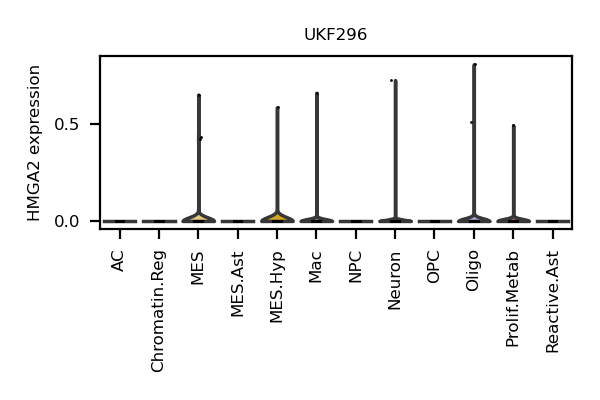 UKF296
HMGA2 expression
0.5
0.0
AC
Chromatin.Reg
MES
MES.Ast
MES.Hyp
Mac
NPC
Neuron
OPC
Oligo
Prolif.Metab
Reactive.Ast